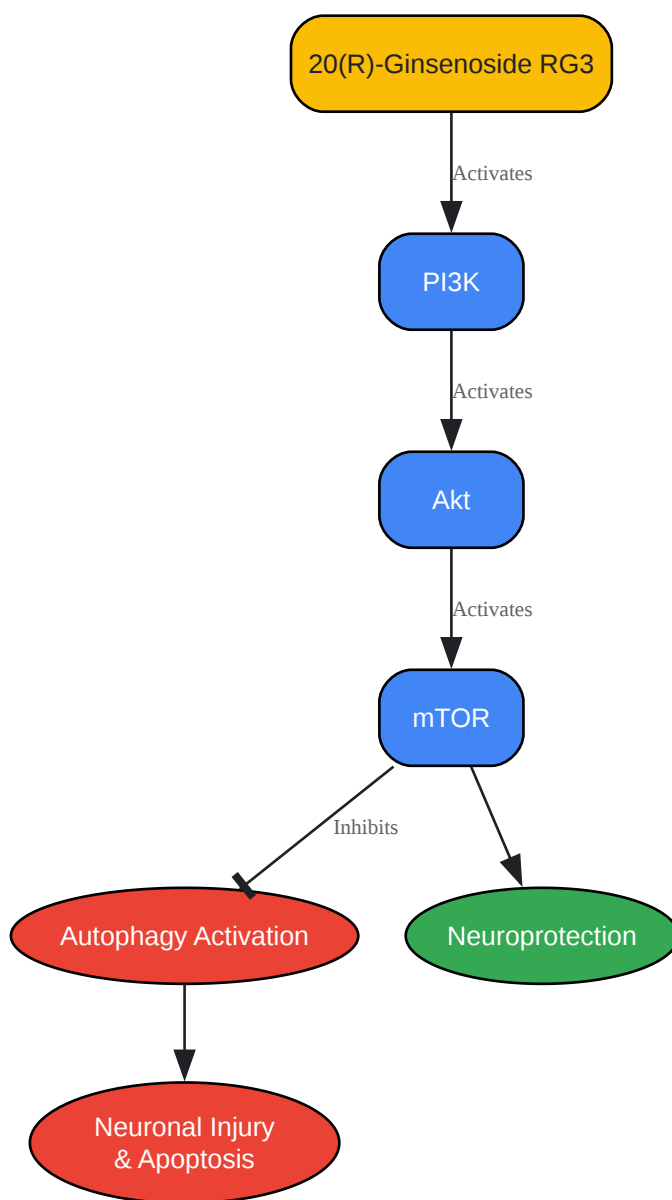 20(R)-Ginsenoside RG3
Activates
PI3K
Activates
Akt
Activates
mTOR
Inhibits
Autophagy Activation
Neuroprotection
Neuronal Injury
& Apoptosis